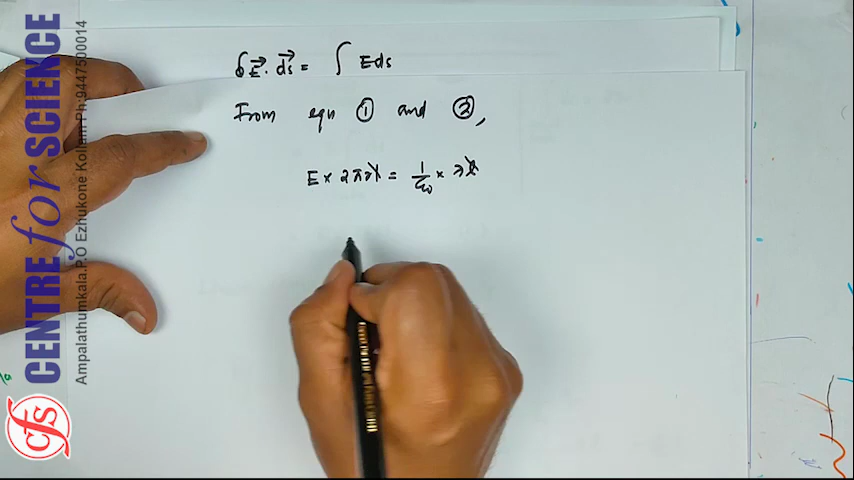 ∮E⃗. ds⃗ = ∫ Eds
From eqn ① and ②,
E × 2πrl = 1/ε₀ × λl
CENTRE for SCIENCE
Ampalathumkala.P.O Ezhukone Kollam Ph:9447500014
cfs